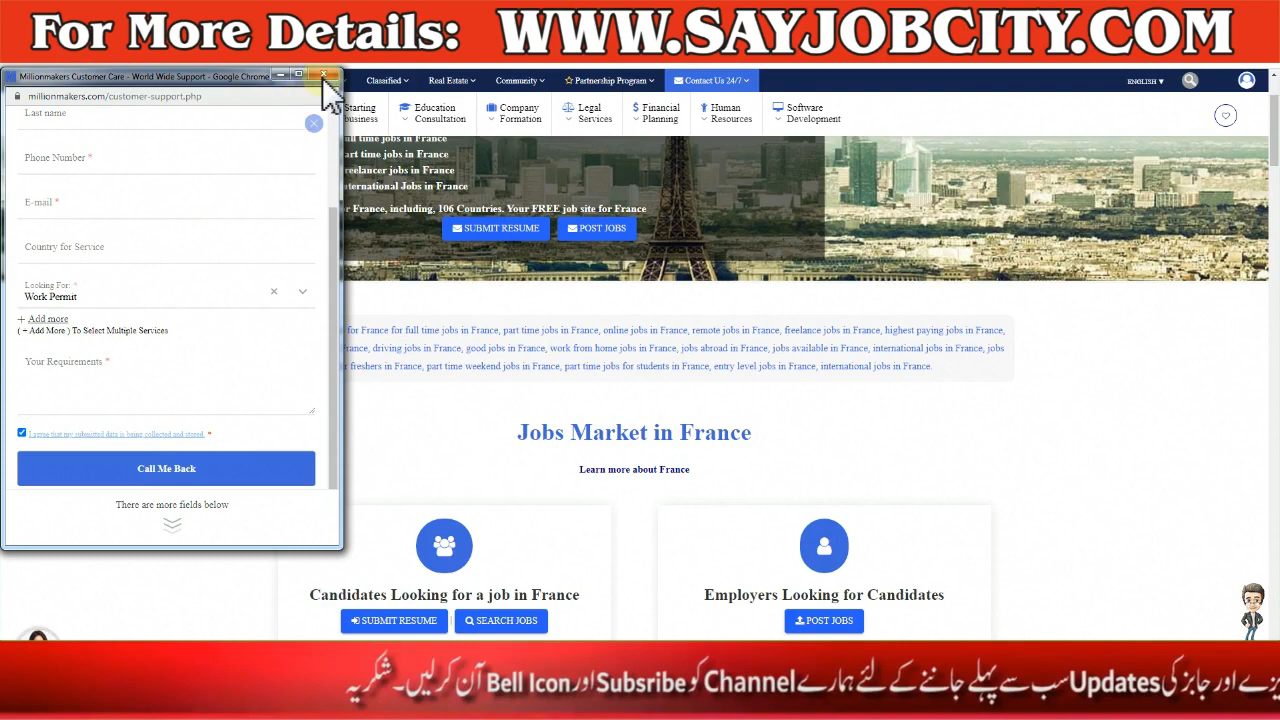 For More Details: WWW.SAYJOBCITY.COM
Millionmakers Customer Care - World Wide Support - Google Chrome
millionmakers.com/customer-support.php
Last name
Phone Number *
E-mail *
Country for Service
Looking For: *
Work Permit
+ Add more
( + Add More ) To Select Multiple Services
Your Requirements *
I agree that my submitted data is being collected and stored. *
Call Me Back
There are more fields below
Classified Real Estate Community Partnership Program Contact Us 24/7 ENGLISH ▼
Starting business
Education Consultation
Company Formation
Legal Services
Financial Planning
Human Resources
Software Development
time jobs in France
part time jobs in France
freelancer jobs in France
International Jobs in France
France, including, 106 Countries. Your FREE job site for France
SUBMIT RESUME POST JOBS
for France for full time jobs in France, part time jobs in France, online jobs in France, remote jobs in France, freelance jobs in France, highest paying jobs in France,
driving jobs in France, good jobs in France, work from home jobs in France, jobs abroad in France, jobs available in France, international jobs in France, jobs
freshers in France, part time weekend jobs in France, part time jobs for students in France, entry level jobs in France, international jobs in France.
Jobs Market in France
Learn more about France
Candidates Looking for a job in France
SUBMIT RESUME | SEARCH JOBS
Employers Looking for Candidates
POST JOBS
ویزے اور جابز کی Updates سب سے پہلے جاننے کے لئے ہمارے Channel کو Subsribe اور Bell Icon آن کرلیں۔ شکریہ